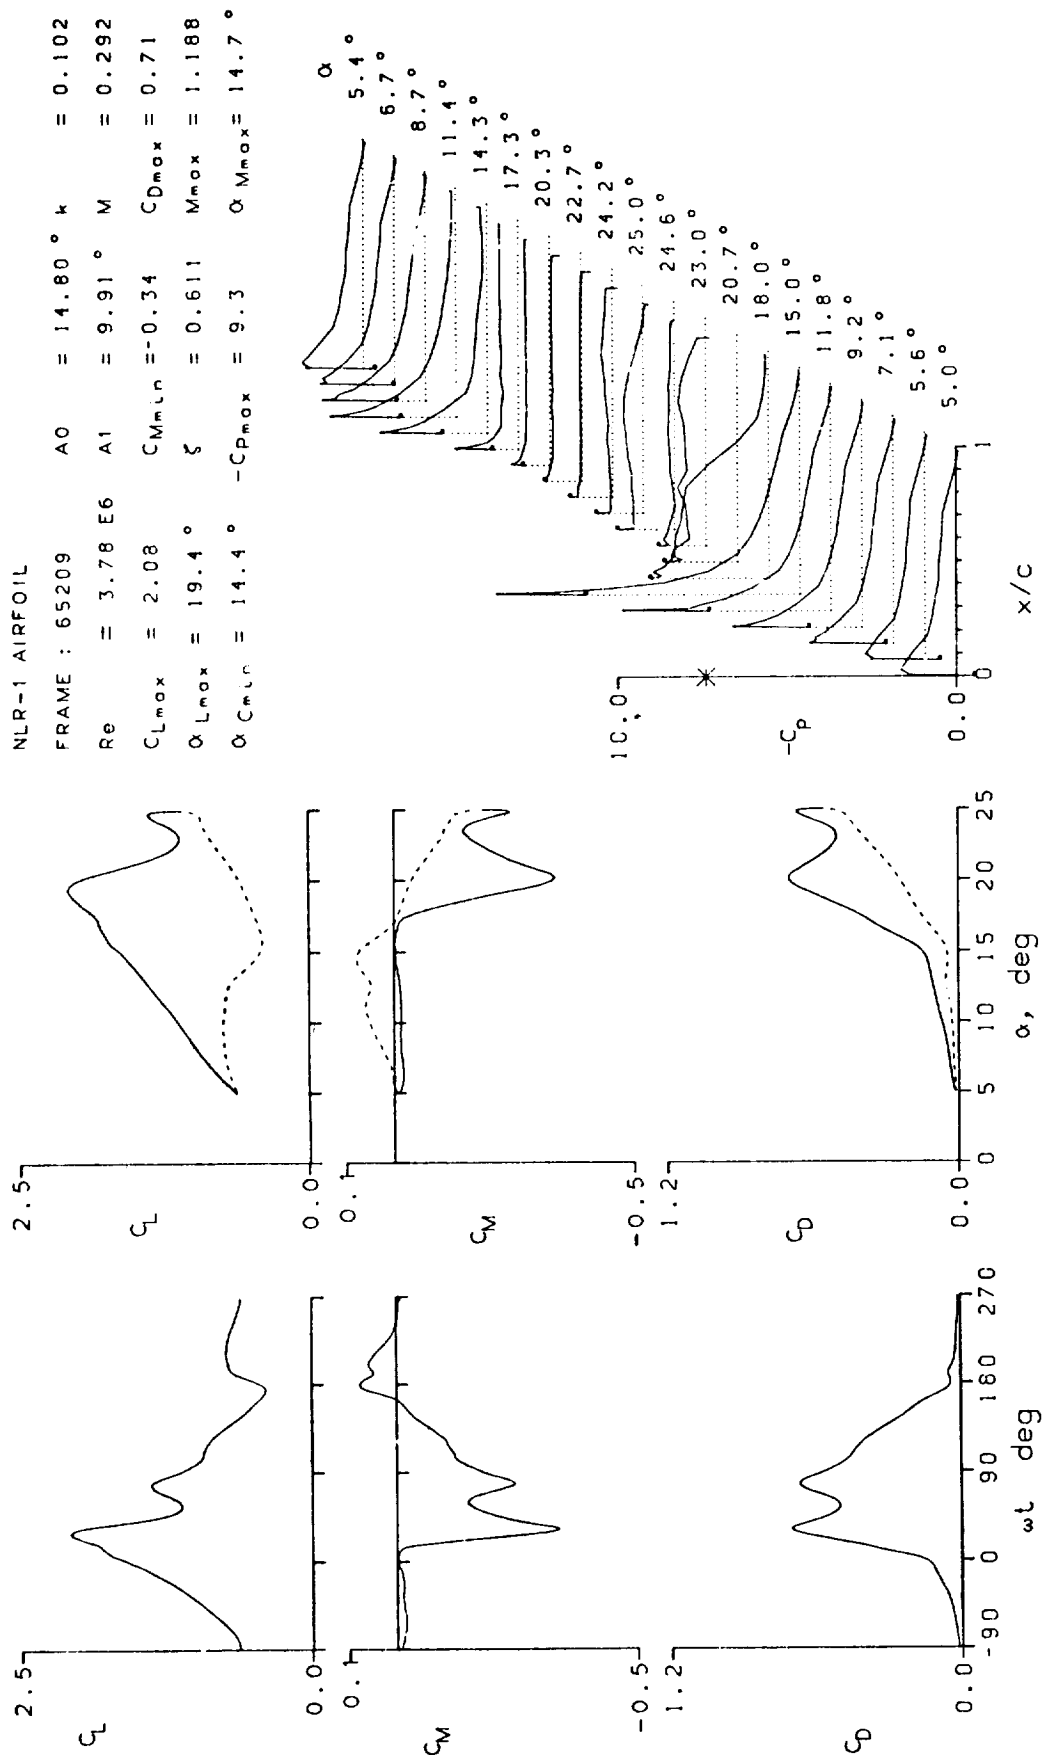 NLR-1 AIRFOIL
FRAME : 65209 A0 = 14.80 ° k = 0.102
Re = 3.78 E6 A1 = 9.91 ° M = 0.292
CLmax = 2.08 CMmin =-0.34 CDmax = 0.71
αLmax = 19.4 ° ζ = 0.611 Mmax = 1.188
αCmin = 14.4 ° -CPmax = 9.3 αMmax = 14.7 °
2.5
CL
0.0
0.1
CM
-0.5
1.2
CD
0.0
-90 0 90 180 270
ωt deg
2.5
CL
0.0
0.1
CM
-0.5
1.2
CD
0.0
0 5 10 15 20 25
α, deg
α
5.4 °
6.7 °
8.7 °
11.4 °
14.3 °
17.3 °
20.3 °
22.7 °
24.2 °
25.0 °
24.6 °
23.0 °
20.7 °
18.0 °
15.0 °
11.8 °
9.2 °
7.1 °
5.6 °
5.0 °
10.
-Cp
0.0
0 1
x/c